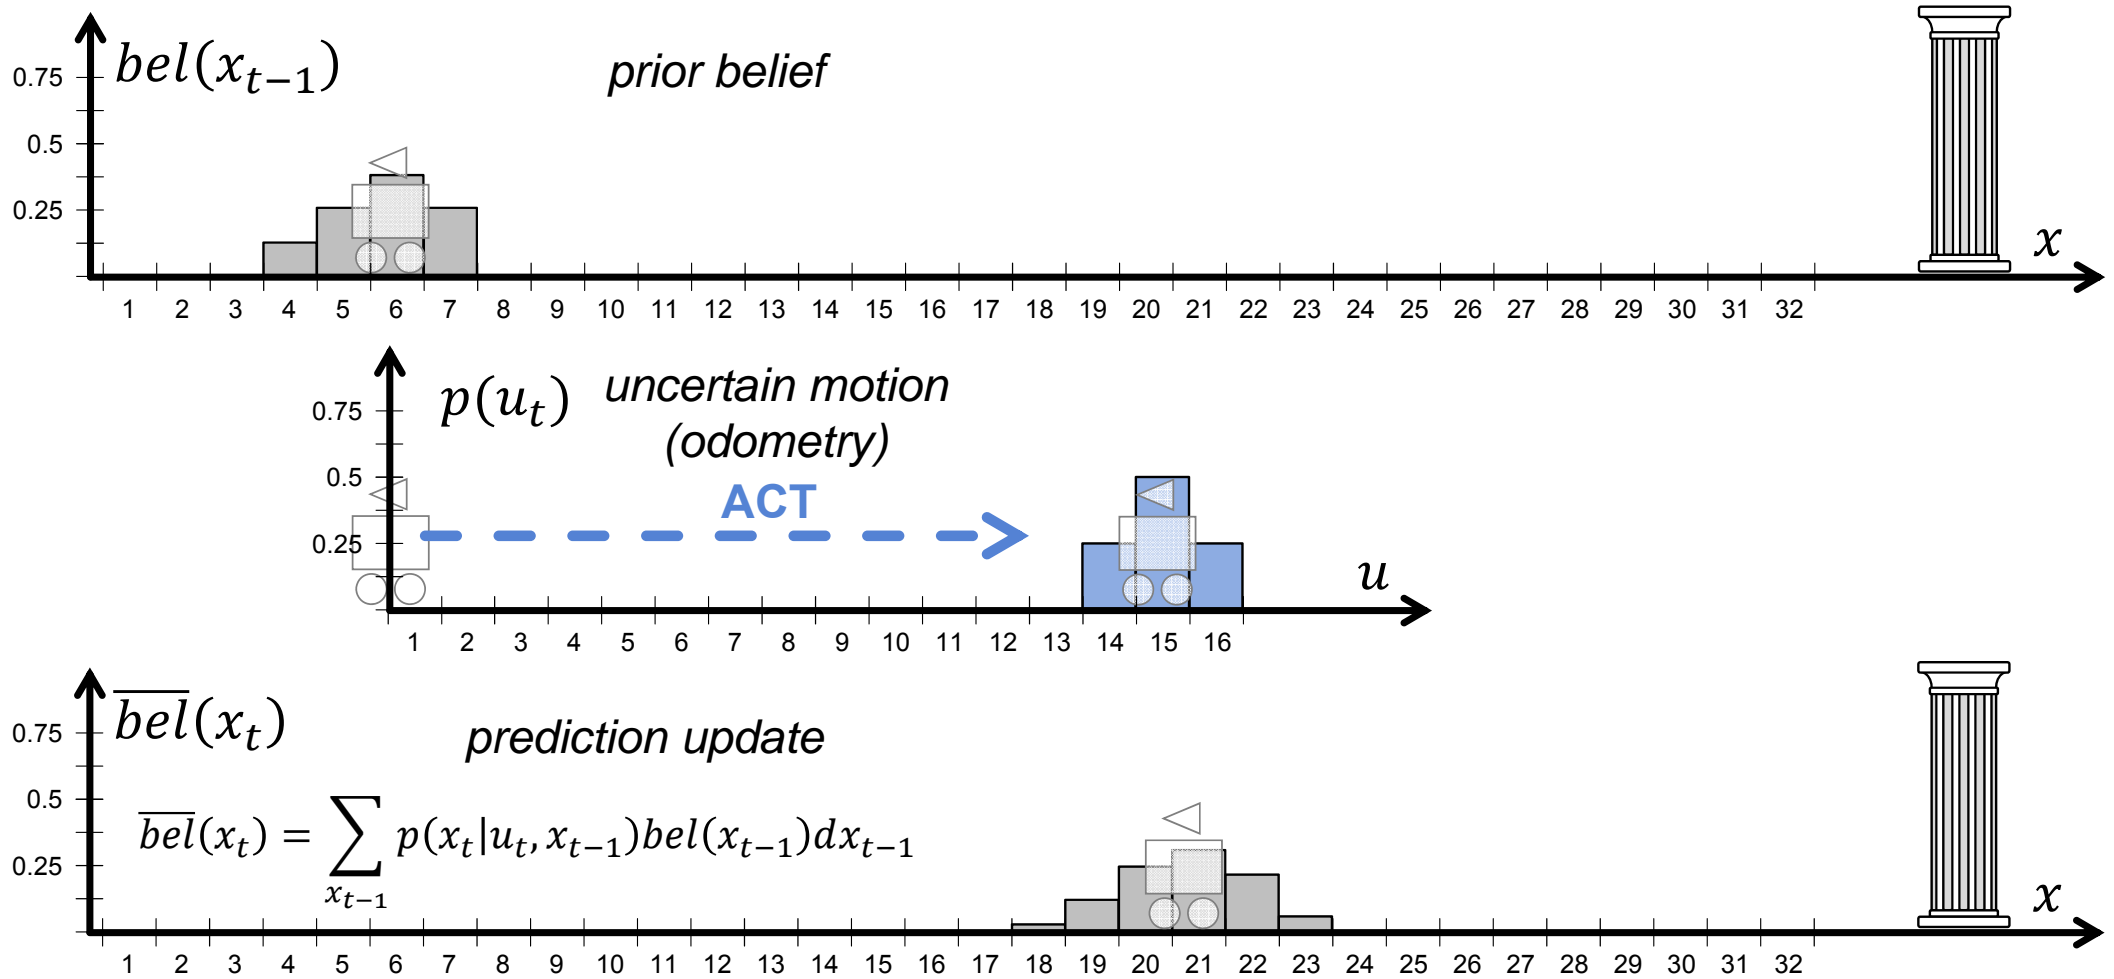 bel(x_{t−1})
prior belief
0.75
0.5
0.25
x
1 2 3 4 5 6 7 8 9 10 11 12 13 14 15 16 17 18 19 20 21 22 23 24 25 26 27 28 29 30 31 32
p(u_t)
uncertain motion
(odometry)
ACT
0.75
0.5
0.25
u
1 2 3 4 5 6 7 8 9 10 11 12 13 14 15 16
\overline{bel}(x_t)
prediction update
0.75
0.5
\overline{bel}(x_t) = ∑_{x_{t−1}} p(x_t|u_t, x_{t−1})bel(x_{t−1})dx_{t−1}
0.25
x
1 2 3 4 5 6 7 8 9 10 11 12 13 14 15 16 17 18 19 20 21 22 23 24 25 26 27 28 29 30 31 32